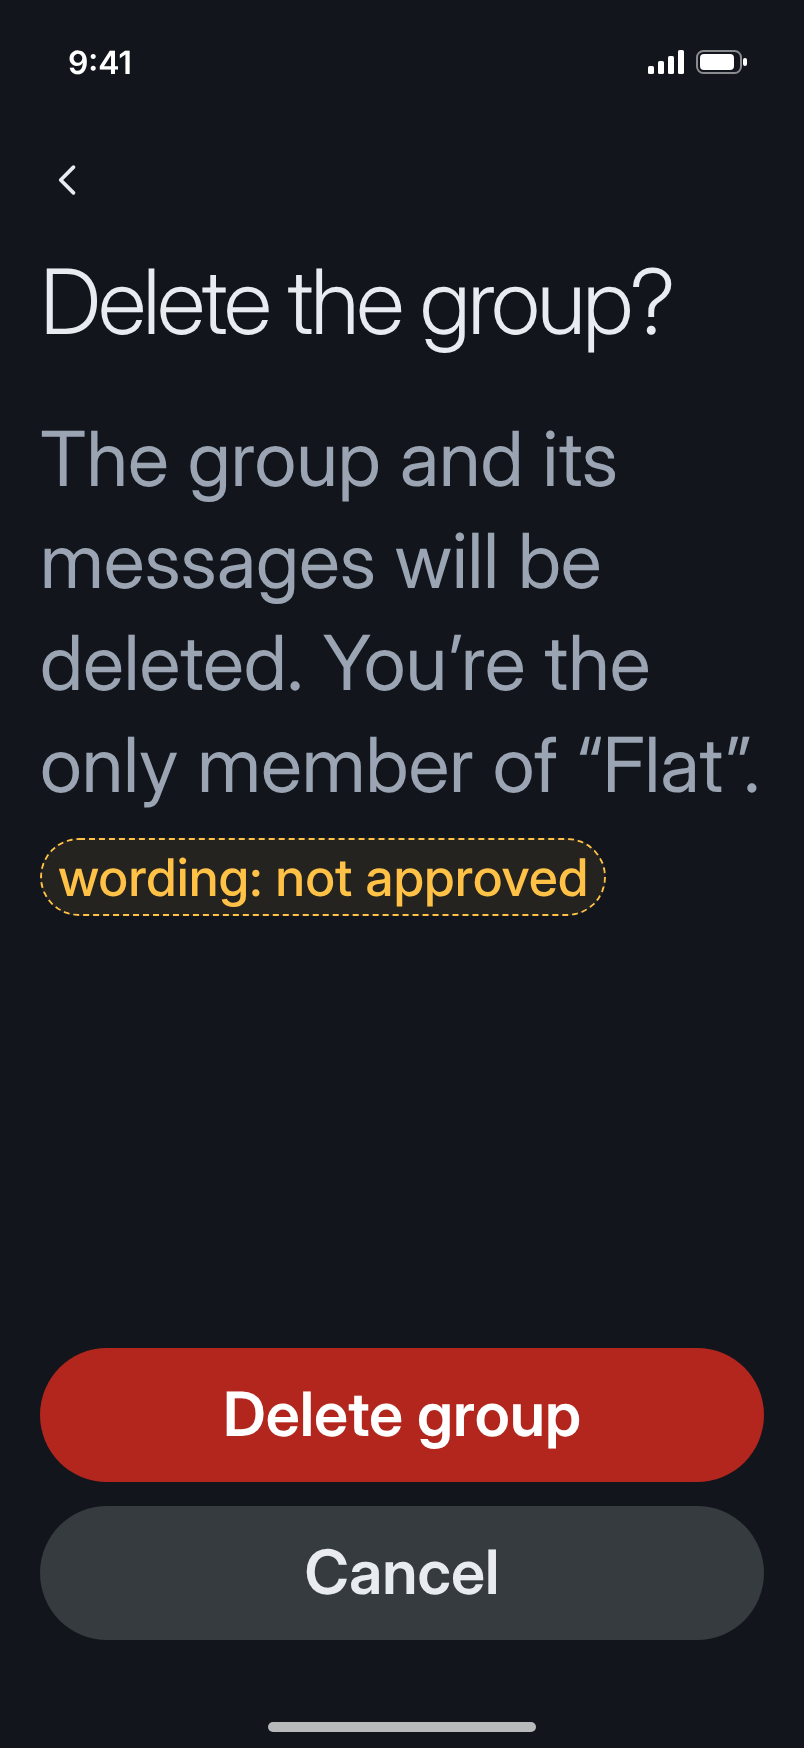 9:41
Delete the group?
The group and its
messages will be
deleted. You’re the
only member of “Flat”.
wording: not approved
Delete group
Cancel